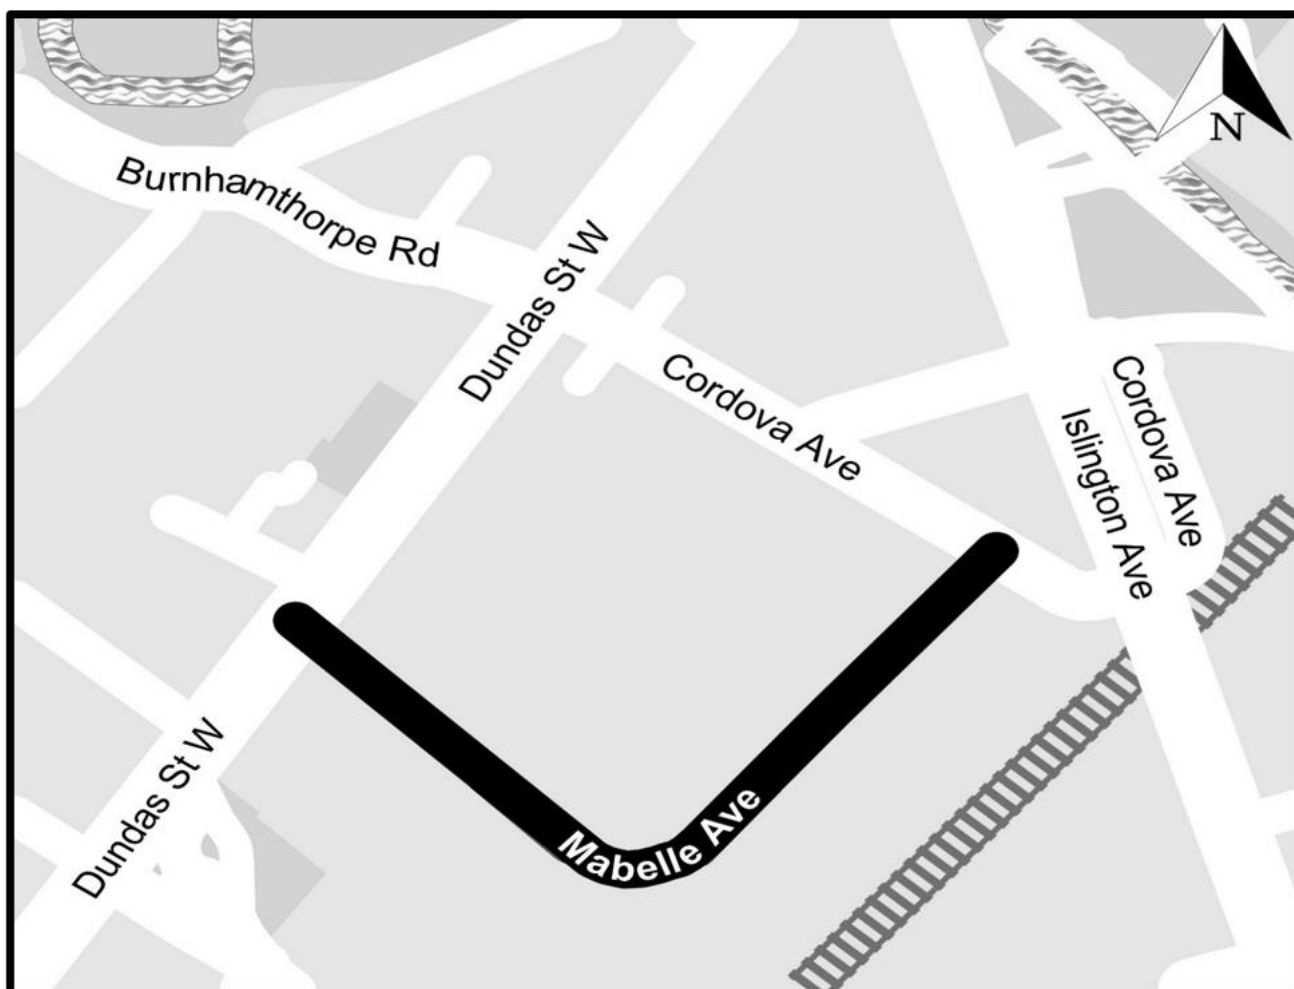 N
Burnhamthorpe Rd
Dundas St W
Cordova Ave
Cordova Ave
Islington Ave
Dundas St W
Mabelle Ave